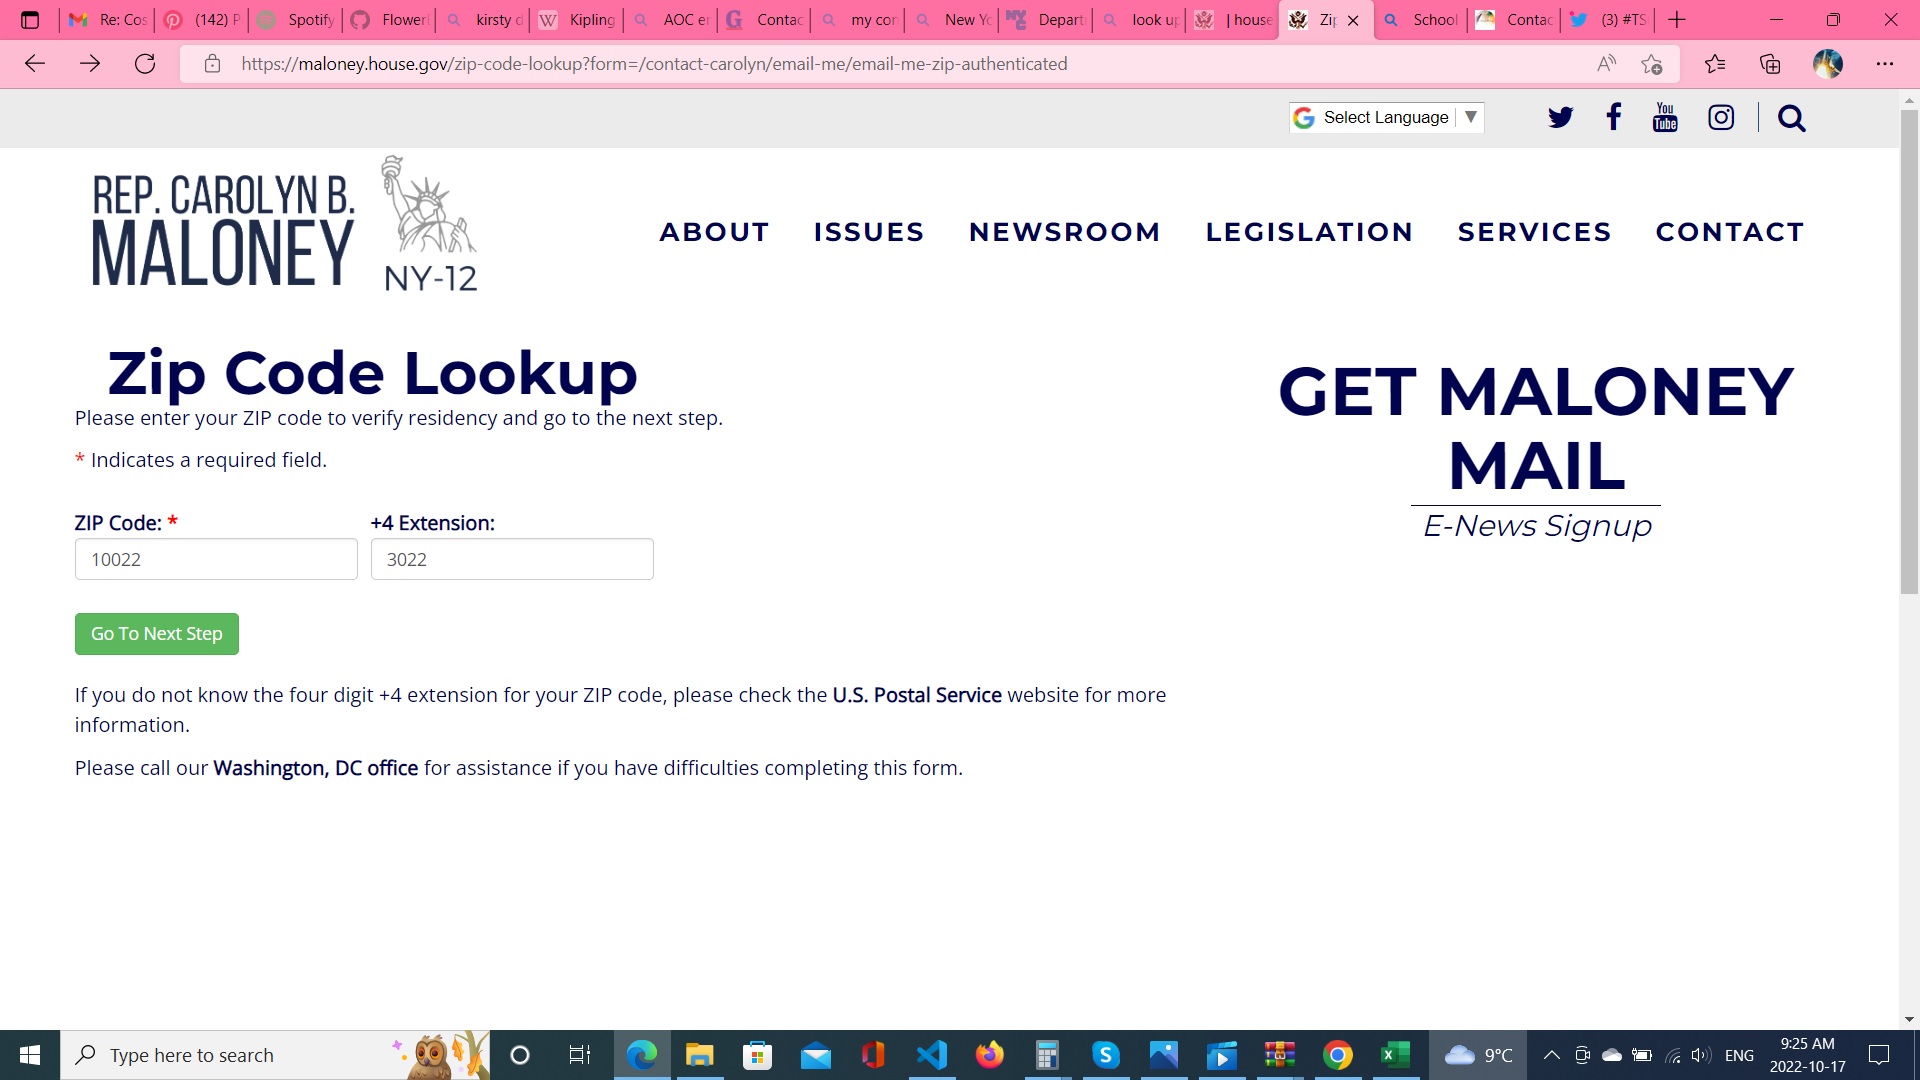 Re: Cos
(142) P
Spotify
Flower
kirsty d
Kipling
AOC er
Contac
my con
New Yo
Depart
look up
| house
Zip
School
Contac
(3) #TS
https://maloney.house.gov/zip-code-lookup?form=/contact-carolyn/email-me/email-me-zip-authenticated
Select Language ▼
You
Tube
REP. CAROLYN B.
MALONEY
NY-12
ABOUT ISSUES NEWSROOM LEGISLATION SERVICES CONTACT
Zip Code Lookup
Please enter your ZIP code to verify residency and go to the next step.
* Indicates a required field.
ZIP Code: * +4 Extension:
10022 3022
Go To Next Step
If you do not know the four digit +4 extension for your ZIP code, please check the U.S. Postal Service website for more
information.
Please call our Washington, DC office for assistance if you have difficulties completing this form.
GET MALONEY
MAIL
E-News Signup
Type here to search
9°C
ENG
9:25 AM
2022-10-17